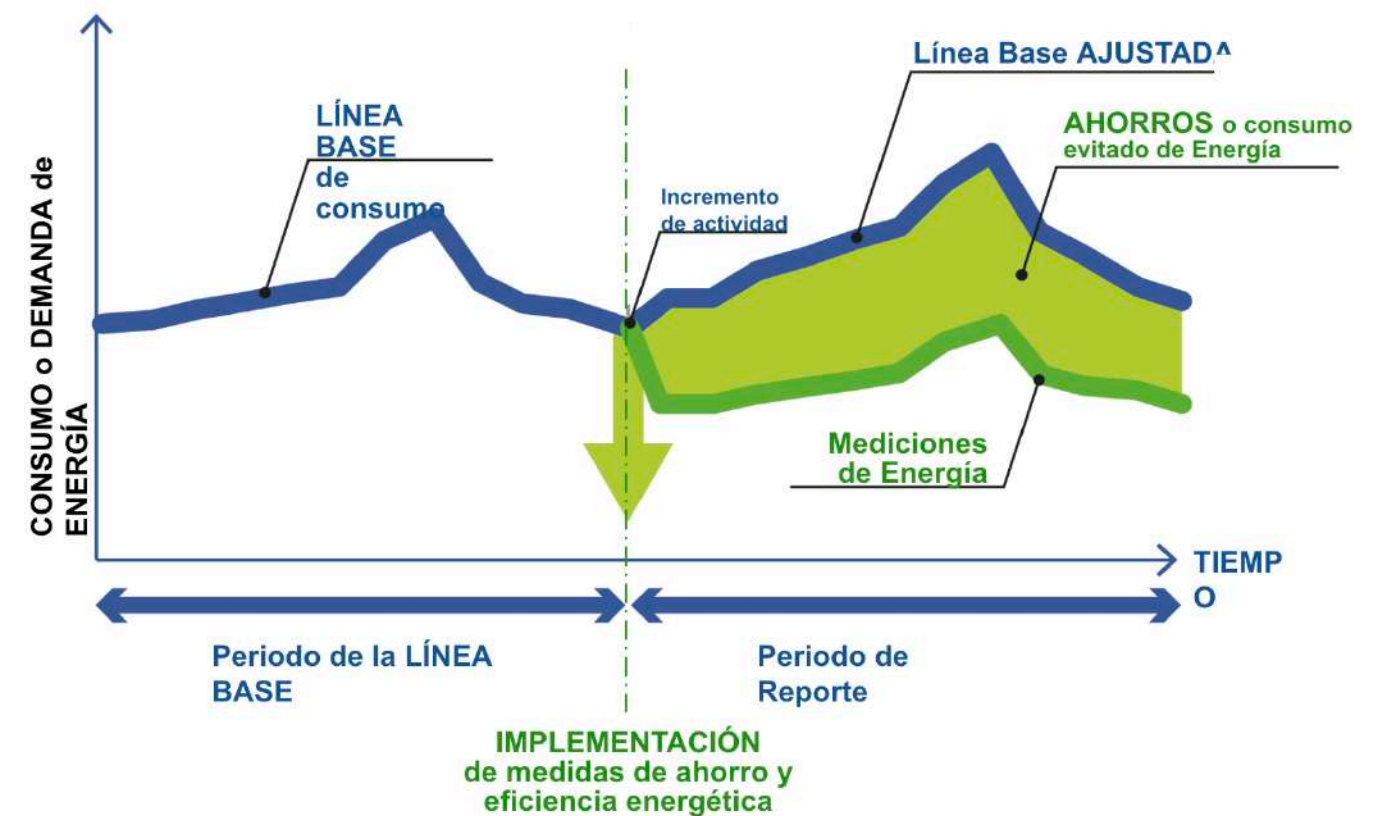 CONSUMO o DEMANDA de
ENERGÍA
LÍNEA
BASE
de
consumo
Incremento
de actividad
Línea Base AJUSTADA
AHORROS o consumo
evitado de Energía
Mediciones
de Energía
TIEMP
O
Periodo de la LÍNEA
BASE
Periodo de
Reporte
IMPLEMENTACIÓN
de medidas de ahorro y
eficiencia energética